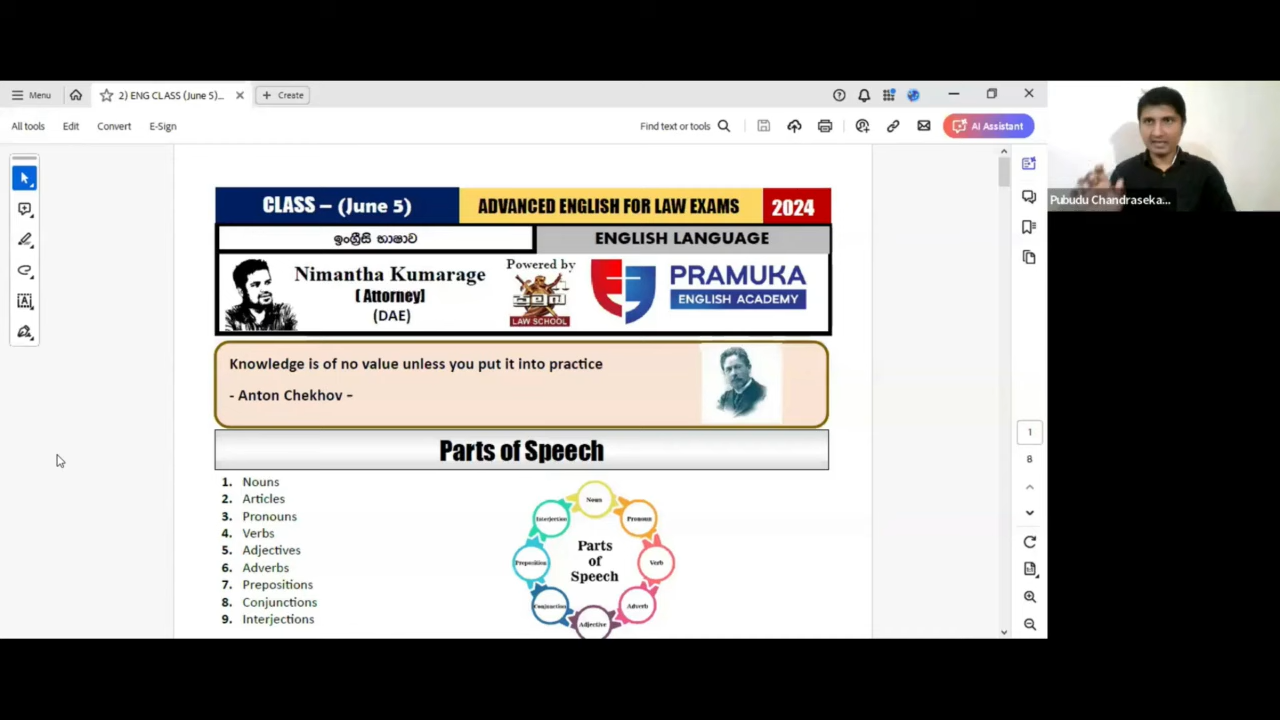 Menu
2) ENG CLASS (June 5)...
Create
All tools Edit Convert E-Sign
Find text or tools
AI Assistant
CLASS – (June 5)
ADVANCED ENGLISH FOR LAW EXAMS
2024
ඉංග්‍රීසි භාෂාව
ENGLISH LANGUAGE
Nimantha Kumarage
( Attorney]
(DAE)
Powered by
LAW SCHOOL
PRAMUKA
ENGLISH ACADEMY
Knowledge is of no value unless you put it into practice
- Anton Chekhov -
Parts of Speech
1. Nouns
2. Articles
3. Pronouns
4. Verbs
5. Adjectives
6. Adverbs
7. Prepositions
8. Conjunctions
9. Interjections
Noun
Pronoun
Verb
Adverb
Adjective
Conjunction
Preposition
Interjection
Parts
of
Speech
1
8
Pubudu Chandraseka...